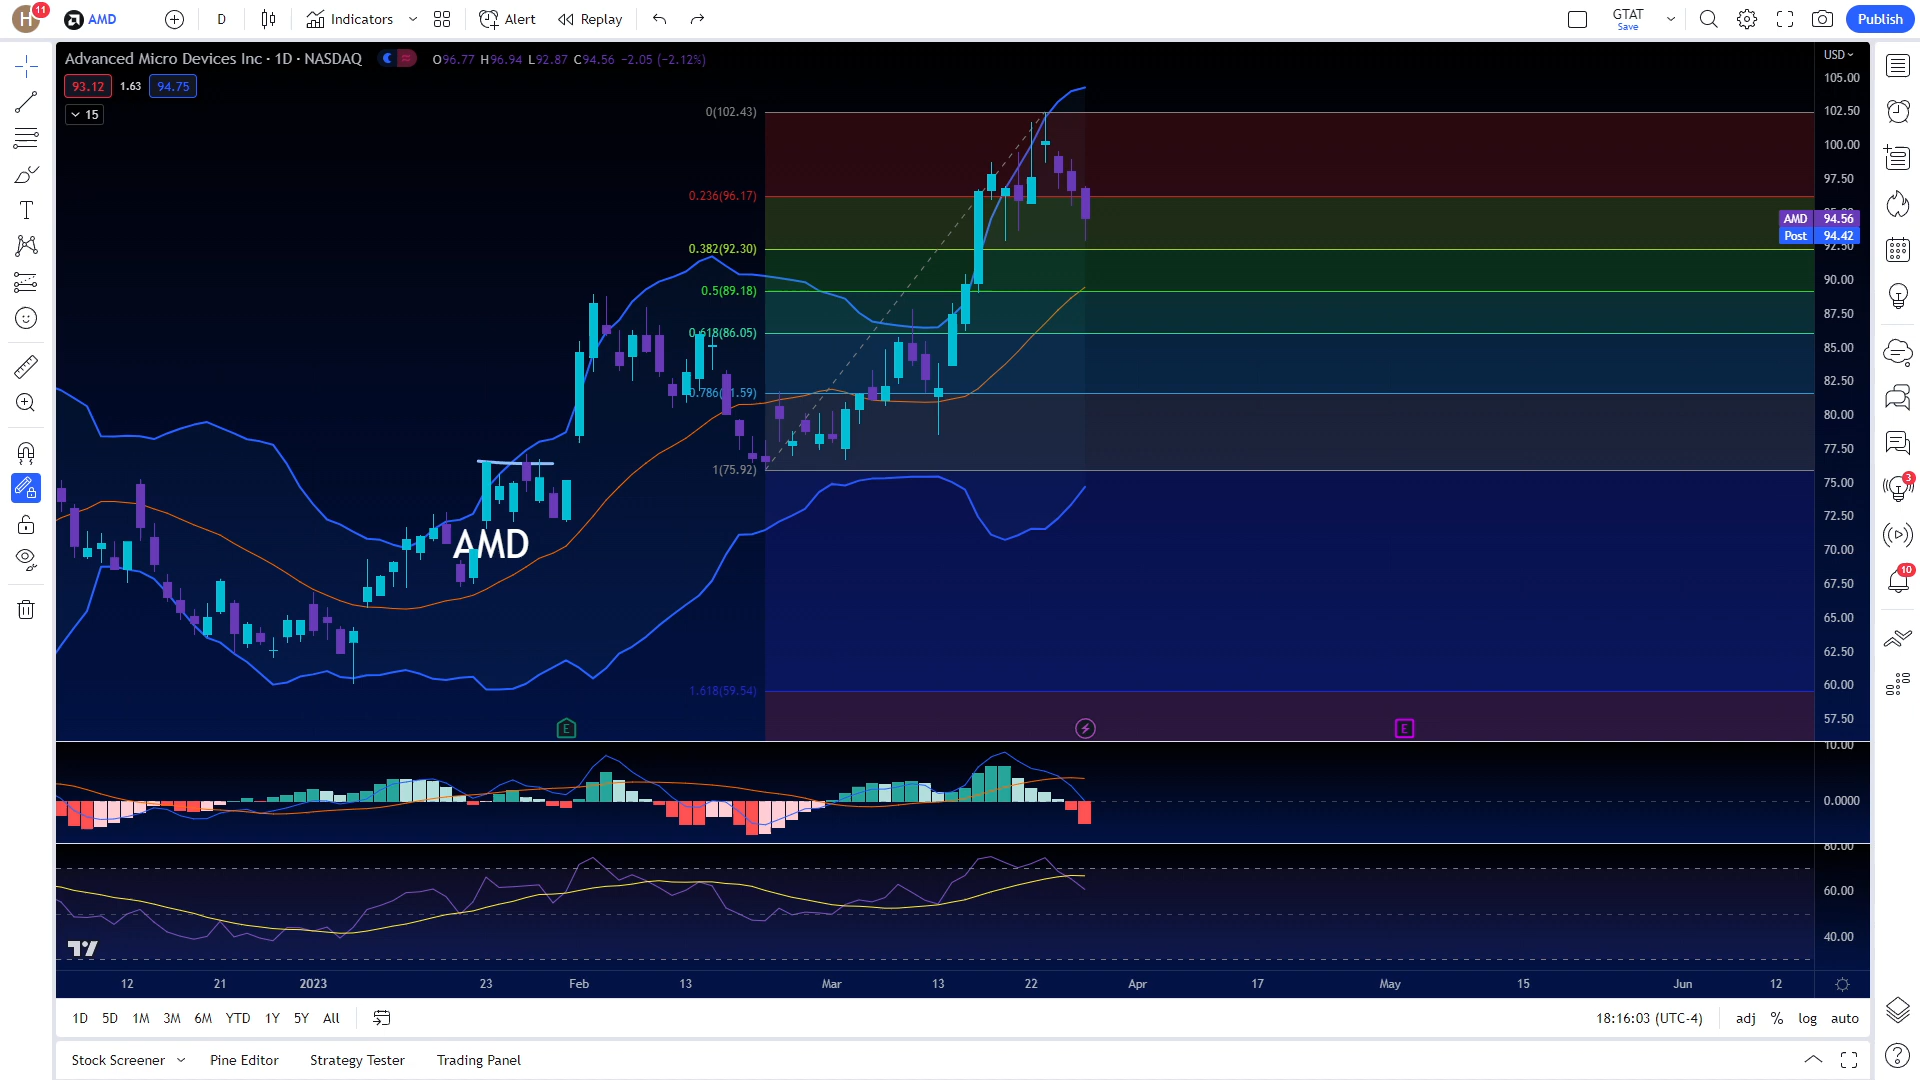 H
11
AMD
D
Indicators
Alert
Replay
GTAT
Save
Publish
Advanced Micro Devices Inc · 1D · NASDAQ
O96.77 H96.94 L92.87 C94.56 −2.05 (−2.12%)
93.12
1.63
94.75
15
USD
105.00
102.50
100.00
97.50
AMD 94.56
Post 94.42
92.50
90.00
87.50
85.00
82.50
80.00
77.50
75.00
72.50
70.00
67.50
65.00
62.50
60.00
57.50
0(102.43)
0.236(96.17)
0.382(92.30)
0.5(89.18)
0.618(86.05)
1(75.92)
1.618(59.54)
AMD
E
E
10.00
0.0000
80.00
60.00
40.00
12
21
2023
23
Feb
13
Mar
13
22
Apr
17
May
15
Jun
12
3
10
1D
5D
1M
3M
6M
YTD
1Y
5Y
All
18:16:03 (UTC-4)
adj
%
log
auto
Stock Screener
Pine Editor
Strategy Tester
Trading Panel